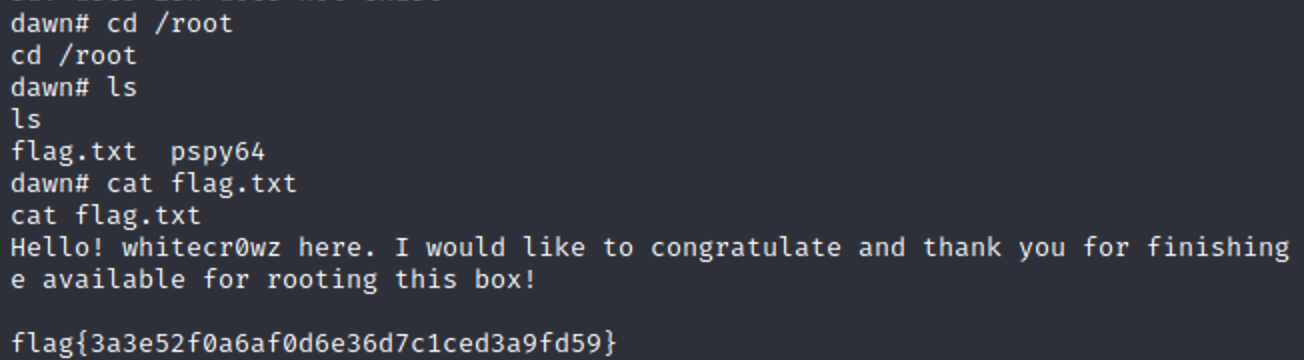 dawn# cd /root
cd /root
dawn# ls
ls
flag.txt  pspy64
dawn# cat flag.txt
cat flag.txt
Hello! whitecr0wz here. I would like to congratulate and thank you for finishing
e available for rooting this box!
flag{3a3e52f0a6af0d6e36d7c1ced3a9fd59}